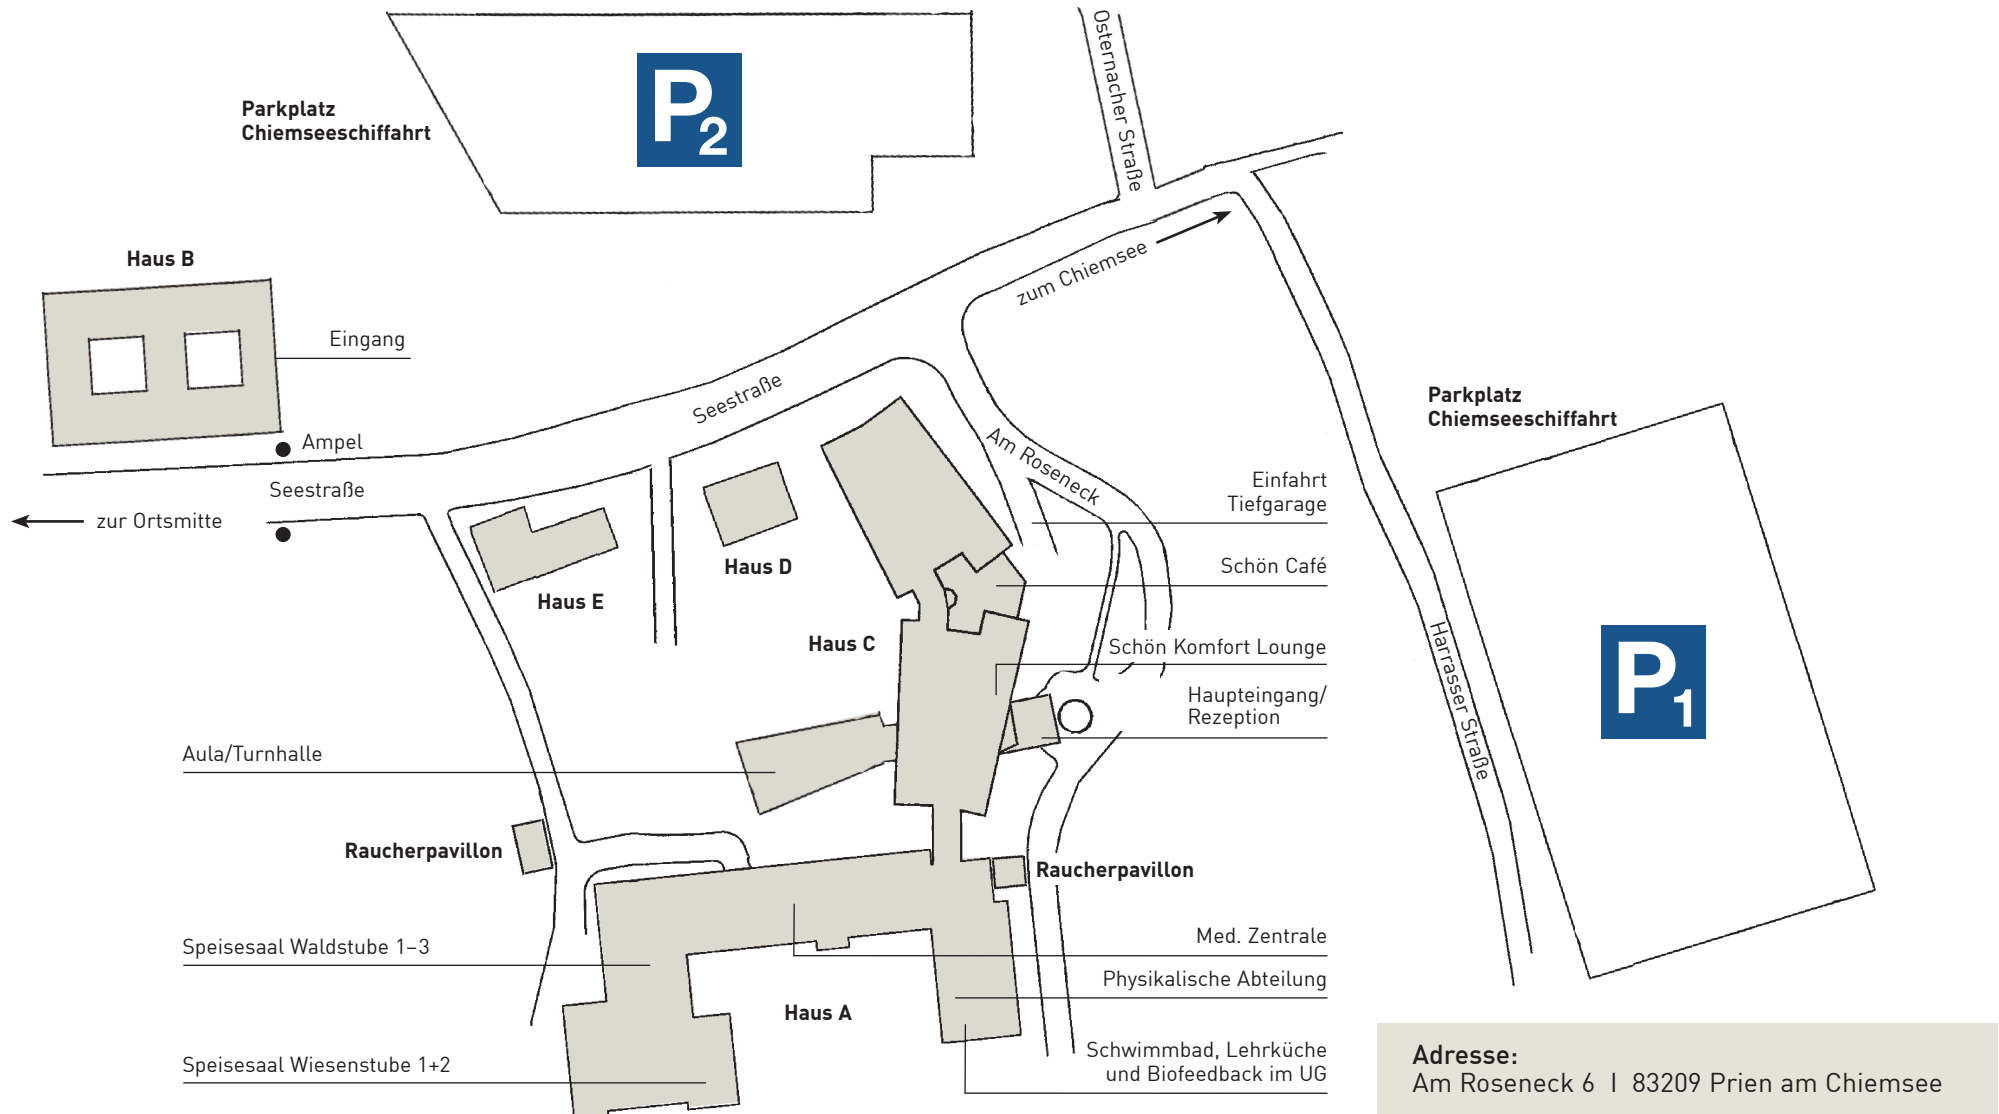 Osternacher Straße
P2
Parkplatz
Chiemseeschiffahrt
Haus B
zum Chiemsee
Eingang
Seestraße
Parkplatz
Chiemseeschiffahrt
Ampel
Am Roseneck
Seestraße
Einfahrt
Tiefgarage
zur Ortsmitte
Haus D
Schön Café
Haus E
Haus C
Schön Komfort Lounge
Harrasser Straße
P1
Haupteingang/
Rezeption
Aula/Turnhalle
Raucherpavillon
Raucherpavillon
Med. Zentrale
Speisesaal Waldstube 1–3
Physikalische Abteilung
Haus A
Schwimmbad, Lehrküche
und Biofeedback im UG
Speisesaal Wiesenstube 1+2
Adresse:
Am Roseneck 6 I 83209 Prien am Chiemsee